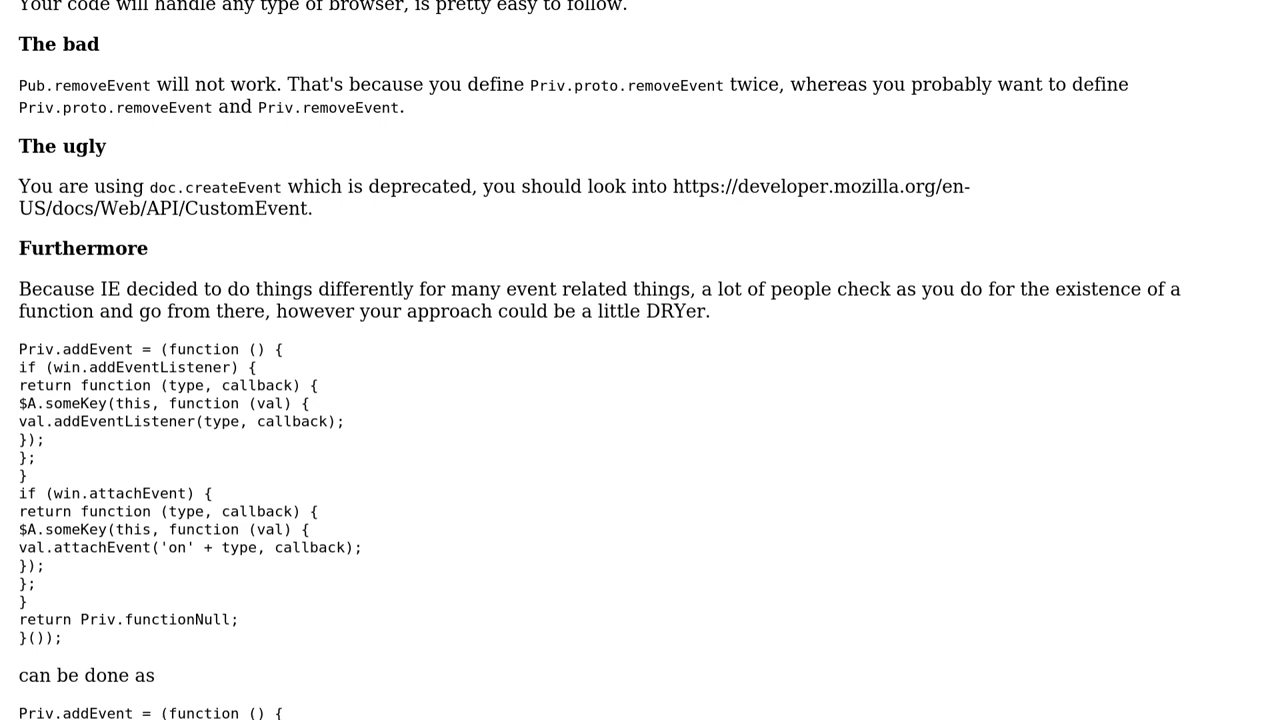 Your code will handle any type of browser, is pretty easy to follow.
The bad
Pub.removeEvent will not work. That's because you define Priv.proto.removeEvent twice, whereas you probably want to define
Priv.proto.removeEvent and Priv.removeEvent.
The ugly
You are using doc.createEvent which is deprecated, you should look into https://developer.mozilla.org/en-
US/docs/Web/API/CustomEvent.
Furthermore
Because IE decided to do things differently for many event related things, a lot of people check as you do for the existence of a
function and go from there, however your approach could be a little DRYer.
Priv.addEvent = (function () {
if (win.addEventListener) {
return function (type, callback) {
$A.someKey(this, function (val) {
val.addEventListener(type, callback);
});
};
}
if (win.attachEvent) {
return function (type, callback) {
$A.someKey(this, function (val) {
val.attachEvent('on' + type, callback);
});
};
}
return Priv.functionNull;
}());
can be done as
Priv.addEvent = (function () {